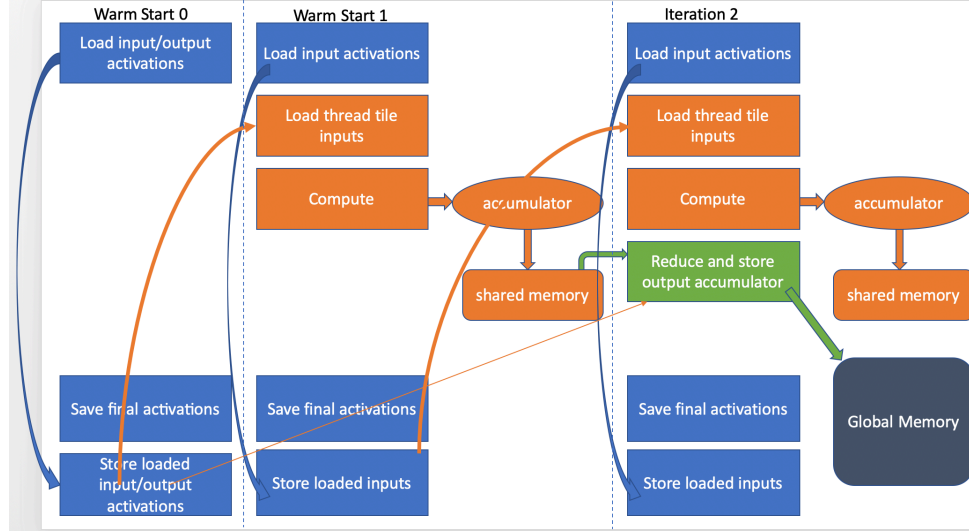 Warm Start 0
Load input/output
activations
Save final activations
Store loaded
input/output
activations
Warm Start 1
Load input activations
Load thread tile
inputs
Compute
accumulator
shared memory
Save final activations
Store loaded inputs
Iteration 2
Load input activations
Load thread tile
inputs
Compute
accumulator
Reduce and store
output accumulator
shared memory
Global Memory
Save final activations
Store loaded inputs